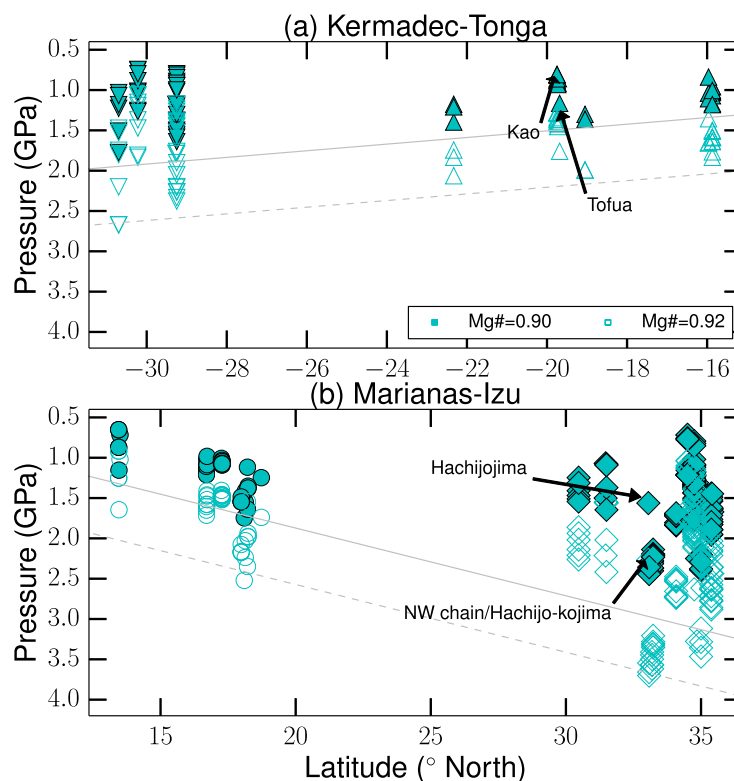 (a) Kermadec-Tonga
Pressure (GPa)
0.5
1.0
1.5
2.0
2.5
3.0
3.5
4.0
Kao
Tofua
Mg#=0.90 Mg#=0.92
−30 −28 −26 −24 −22 −20 −18 −16
(b) Marianas-Izu
Pressure (GPa)
0.5
1.0
1.5
2.0
2.5
3.0
3.5
4.0
Hachijojima
NW chain/Hachijo-kojima
15 20 25 30 35
Latitude (° North)